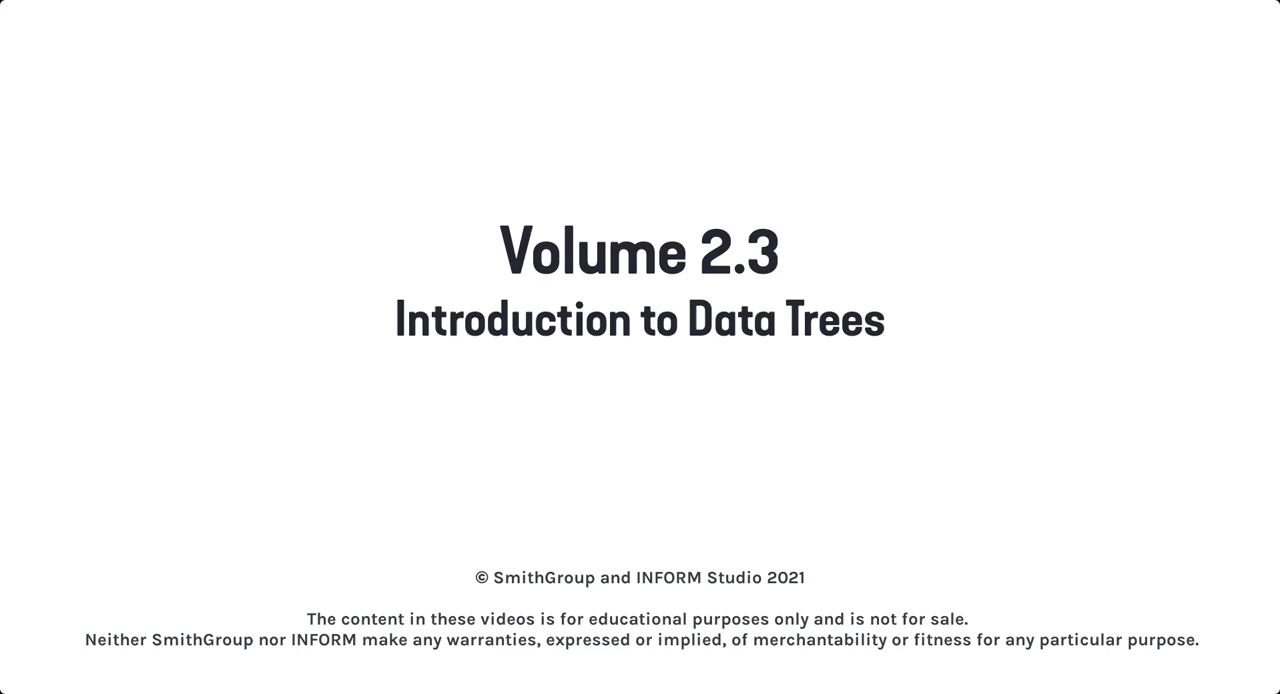 Volume 2.3
Introduction to Data Trees
© SmithGroup and INFORM Studio 2021
The content in these videos is for educational purposes only and is not for sale.
Neither SmithGroup nor INFORM make any warranties, expressed or implied, of merchantability or fitness for any particular purpose.